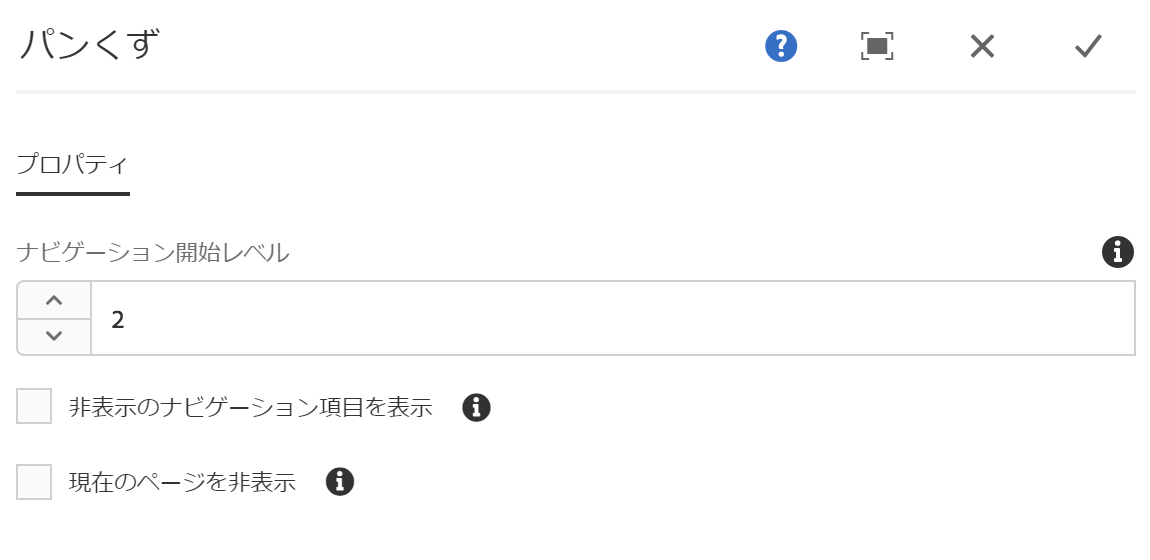 パンくず
プロパティ
ナビゲーション開始レベル
2
非表示のナビゲーション項目を表示
現在のページを非表示